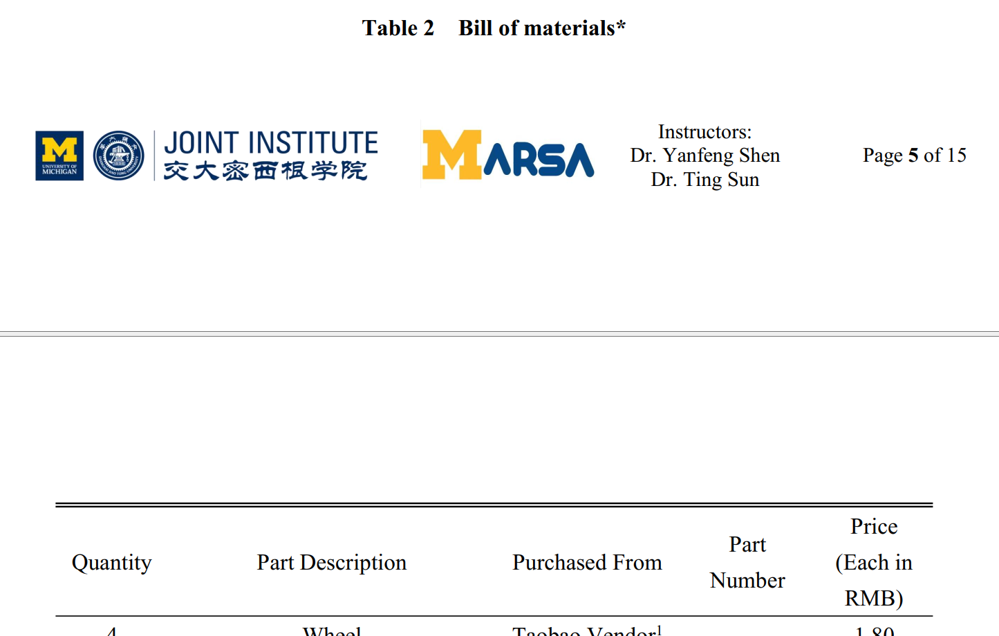 Table 2 Bill of materials*
UNIVERSITY OF
MICHIGAN
JOINT INSTITUTE
交大密西根学院
MARSA
Instructors:
Dr. Yanfeng Shen
Dr. Ting Sun
Page 5 of 15
Quantity
Part Description
Purchased From
Part
Number
Price
(Each in
RMB)
4 Wheel Taobao Vendor1 1.80